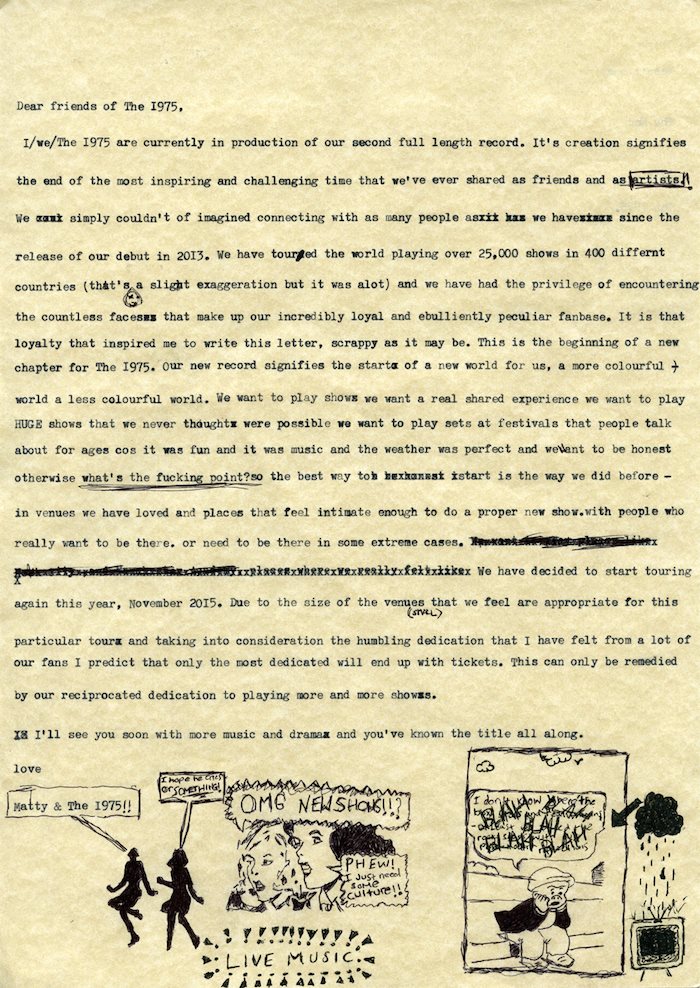 Dear friends of The I975,
I/we/The I975 are currently in production of our second full length record. It's creation signifies
the end of the most inspiring and challenging time that we've ever shared as friends and as artists!!
We simply couldn't of imagined connecting with as many people as we have since the
release of our debut in 2013. We have toured the world playing over 25,000 shows in 400 differnt
countries (that's a slight exaggeration but it was alot) and we have had the privilege of encountering
the countless faces that make up our incredibly loyal and ebulliently peculiar fanbase. It is that
loyalty that inspired me to write this letter, scrappy as it may be. This is the beginning of a new
chapter for The I975. Our new record signifies the start of a new world for us, a more colourful +
world a less colourful world. We want to play shows we want a real shared experience we want to play
HUGE shows that we never thought were possible we want to play sets at festivals that people talk
about for ages cos it was fun and it was music and the weather was perfect and we want to be honest
otherwise what's the fucking point?so the best way to start is the way we did before -
in venues we have loved and places that feel intimate enough to do a proper new show.with people who
really want to be there. or need to be there in some extreme cases.
places where we really felt like We have decided to start touring
again this year, November 2015. Due to the size of the venues that we feel are appropriate for this
(SMALL)
particular tour and taking into consideration the humbling dedication that I have felt from a lot of
our fans I predict that only the most dedicated will end up with tickets. This can only be remedied
by our reciprocated dedication to playing more and more shows.
I'll see you soon with more music and drama and you've known the title all along.
love
Matty & The I975!!
I hope he cries
or SOMETHING!
OMG NEW SHOWS!!?
PHEW!
I just need
some
culture!!
LIVE MUSIC
I don't know
BLAH BLAH
BLAH
BLAH BLAH